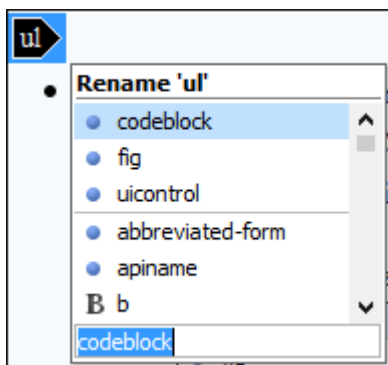 ul
Rename 'ul'
codeblock
fig
uicontrol
abbreviated-form
apiname
B b
codeblock